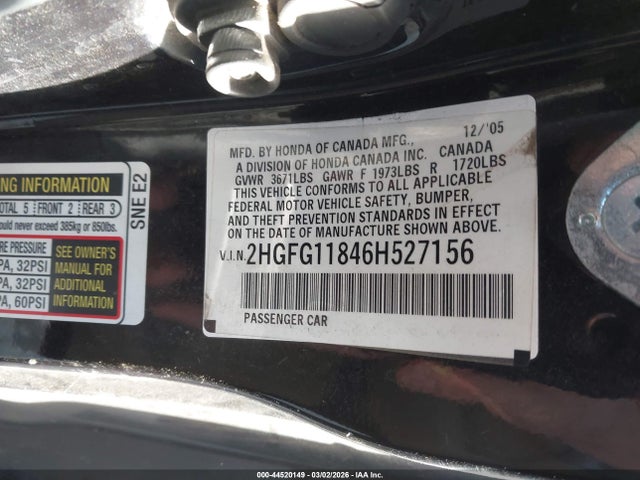 MFD. BY HONDA OF CANADA MFG., 12/'05
A DIVISION OF HONDA CANADA INC. CANADA
GVWR 3671LBS GAWR F 1973LBS R 1720LBS
THIS VEHICLE CONFORMS TO ALL APPLICABLE
FEDERAL MOTOR VEHICLE SAFETY, BUMPER,
AND THEFT PREVENTION STANDARDS IN EFFECT
ON THE DATE OF MANUFACTURE SHOWN ABOVE.
V.I.N. 2HGFG11846H527156
PASSENGER CAR
NG INFORMATION
OTAL 5 FRONT 2 REAR 3
ould never exceed 385kg or 850lbs.
E PRESSURE
PA, 32PSI
PA, 32PSI
PA, 60PSI
SEE OWNER'S
MANUAL FOR
ADDITIONAL
INFORMATION
SNE E2
000-44520149 - 03/02/2026 - IAA Inc.